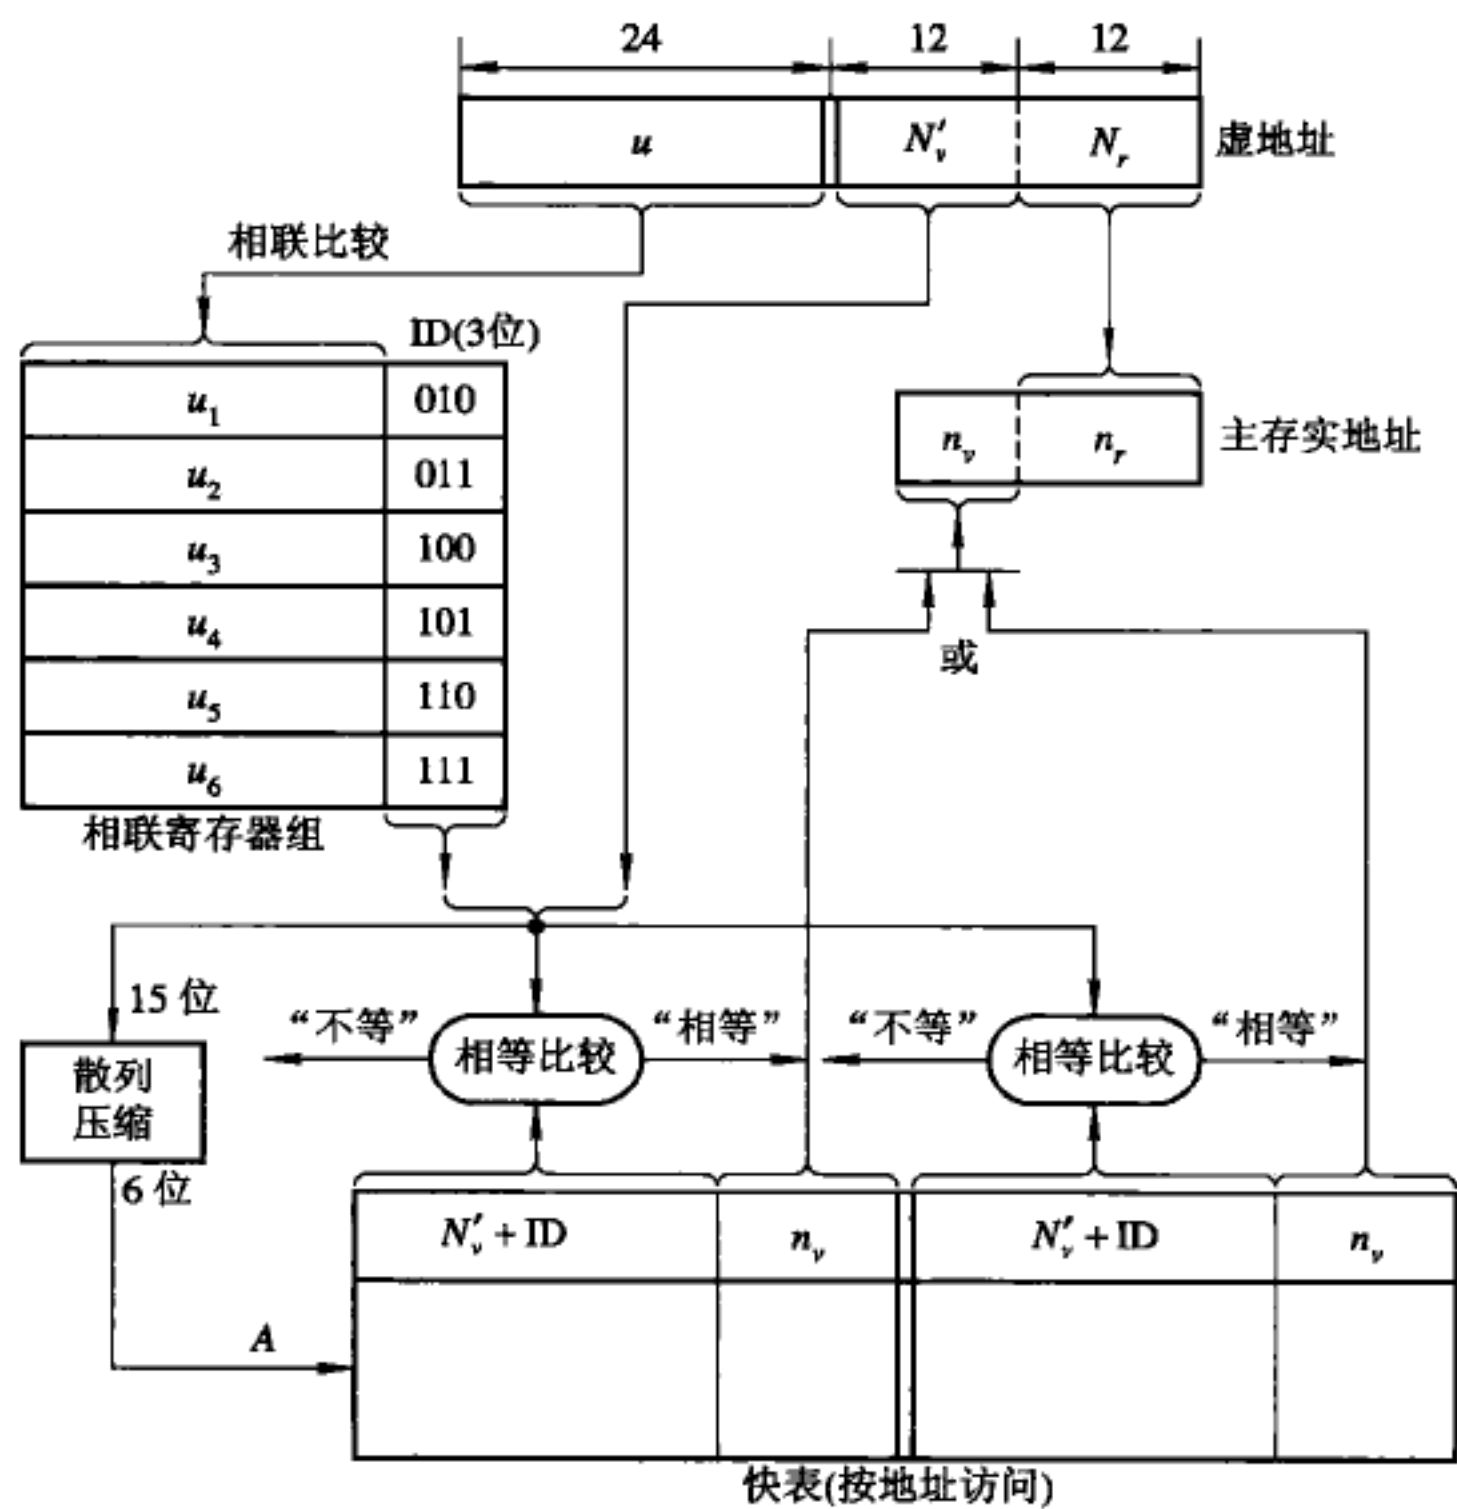 24 12 12
u N′ᵥ Nᵣ 虚地址
相联比较
ID(3位)
u₁ 010
u₂ 011
u₃ 100
u₄ 101
u₅ 110
u₆ 111
相联寄存器组
nᵥ nᵣ 主存实地址
或
15 位
“不等” 相等比较 “相等” “不等” 相等比较 “相等”
散列
压缩
6 位
N′ᵥ + ID nᵥ N′ᵥ + ID nᵥ
A
快表(按地址访问)